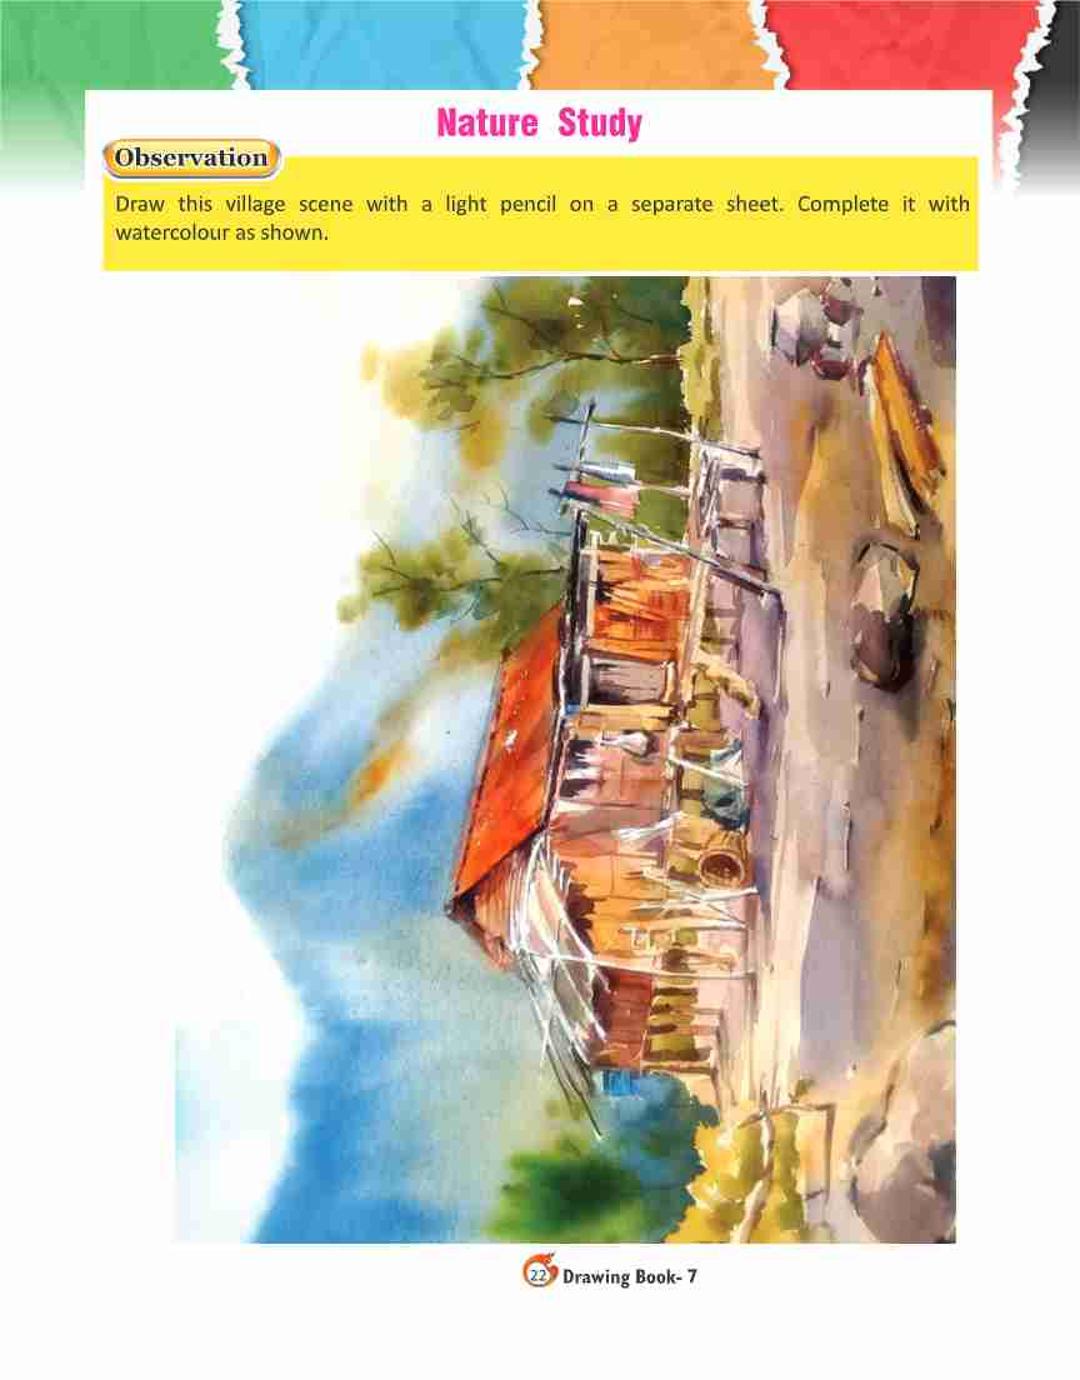 Nature Study
Observation
Draw this village scene with a light pencil on a separate sheet. Complete it with
watercolour as shown.
22 Drawing Book- 7